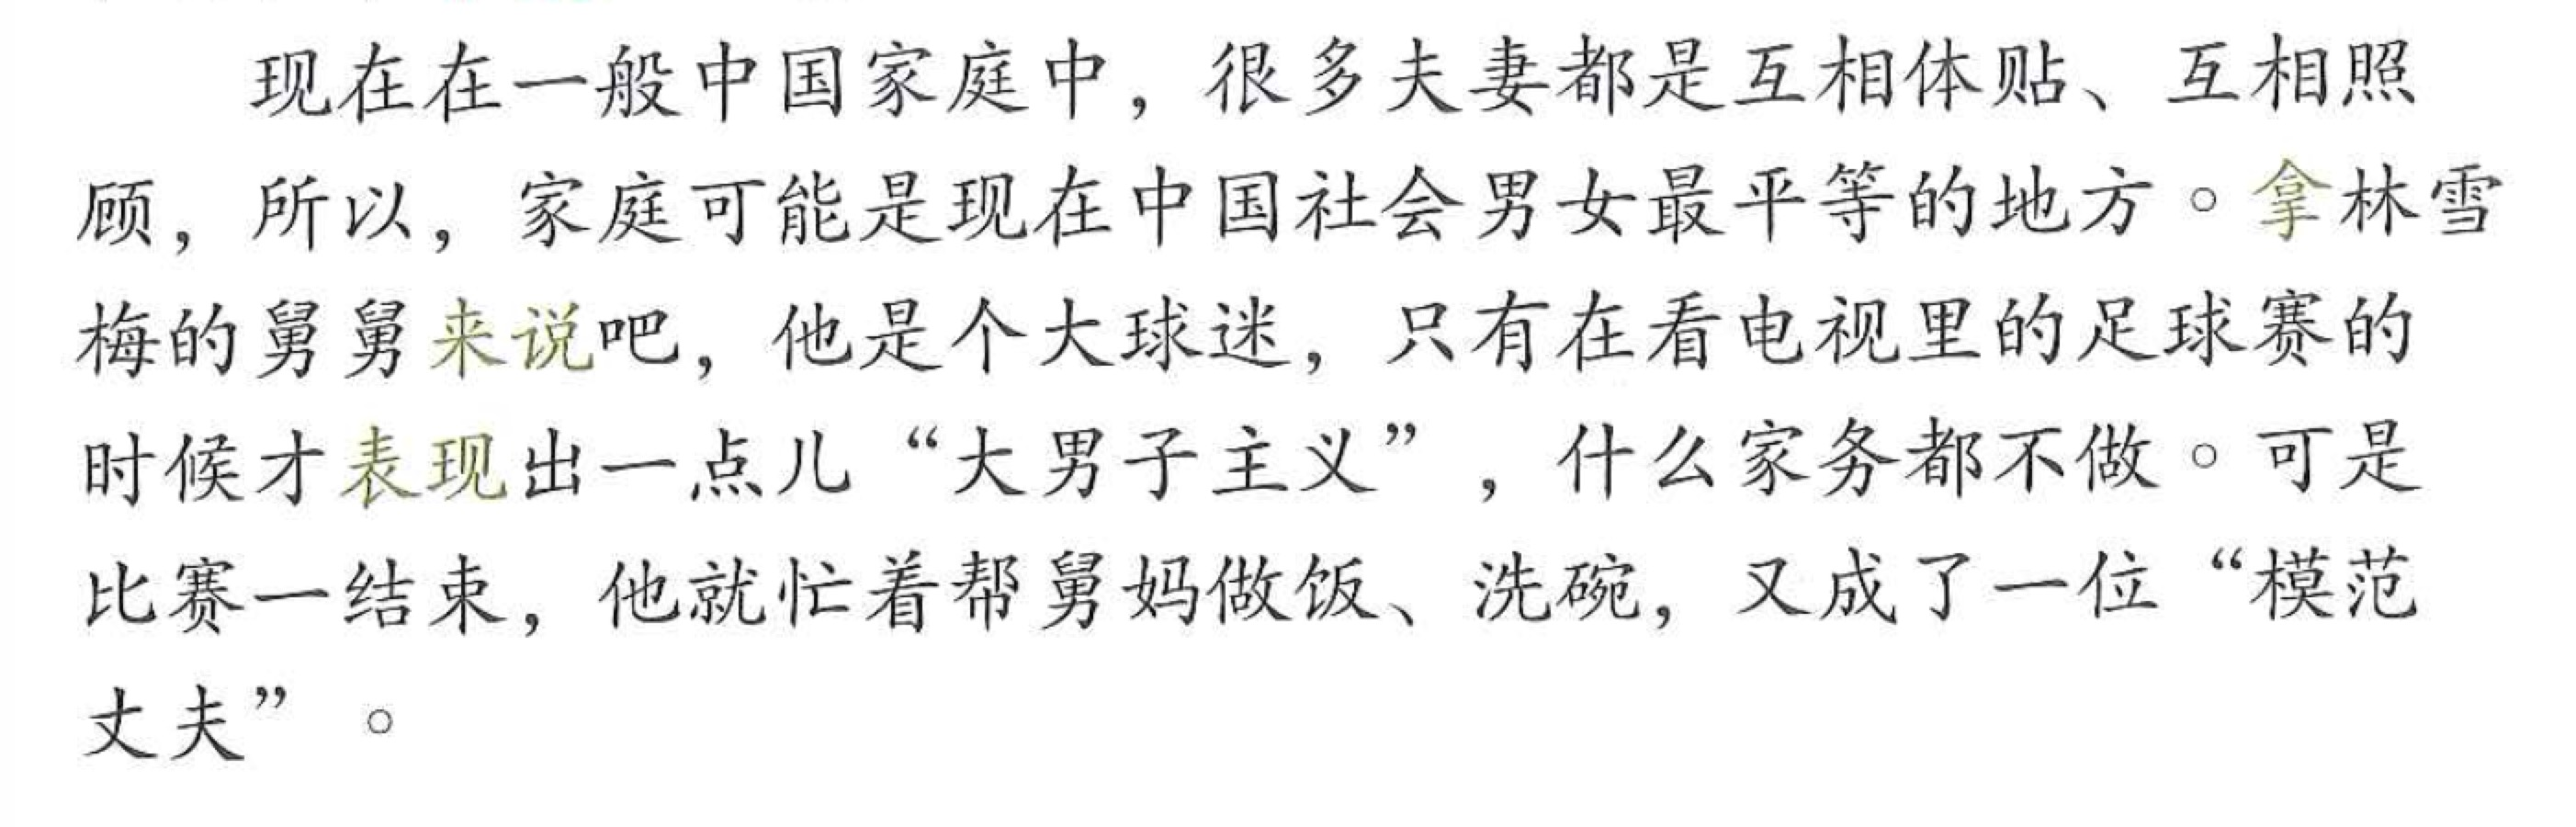 现在在一般中国家庭中，很多夫妻都是互相体贴、互相照
顾，所以，家庭可能是现在中国社会男女最平等的地方。拿林雪
梅的舅舅来说吧，他是个大球迷，只有在看电视里的足球赛的
时候才表现出一点儿“大男子主义”，什么家务都不做。可是
比赛一结束，他就忙着帮舅妈做饭、洗碗，又成了一位“模范
丈夫”。